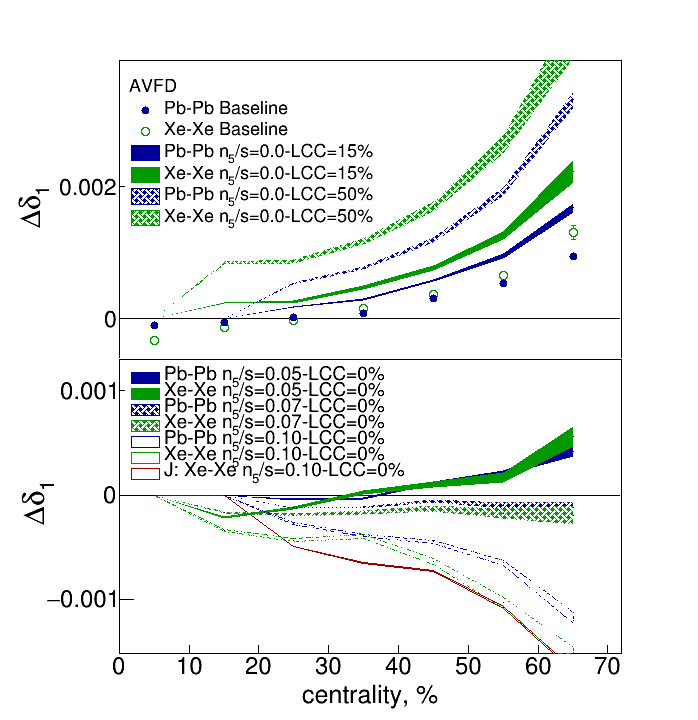 AVFD
Pb-Pb Baseline
Xe-Xe Baseline
Pb-Pb n5/s=0.0-LCC=15%
Xe-Xe n5/s=0.0-LCC=15%
Pb-Pb n5/s=0.0-LCC=50%
Xe-Xe n5/s=0.0-LCC=50%
Δδ1
0.002
0
Pb-Pb n5/s=0.05-LCC=0%
Xe-Xe n5/s=0.05-LCC=0%
Pb-Pb n5/s=0.07-LCC=0%
Xe-Xe n5/s=0.07-LCC=0%
Pb-Pb n5/s=0.10-LCC=0%
Xe-Xe n5/s=0.10-LCC=0%
J: Xe-Xe n5/s=0.10-LCC=0%
Δδ1
0.001
0
−0.001
0 10 20 30 40 50 60 70
centrality, %